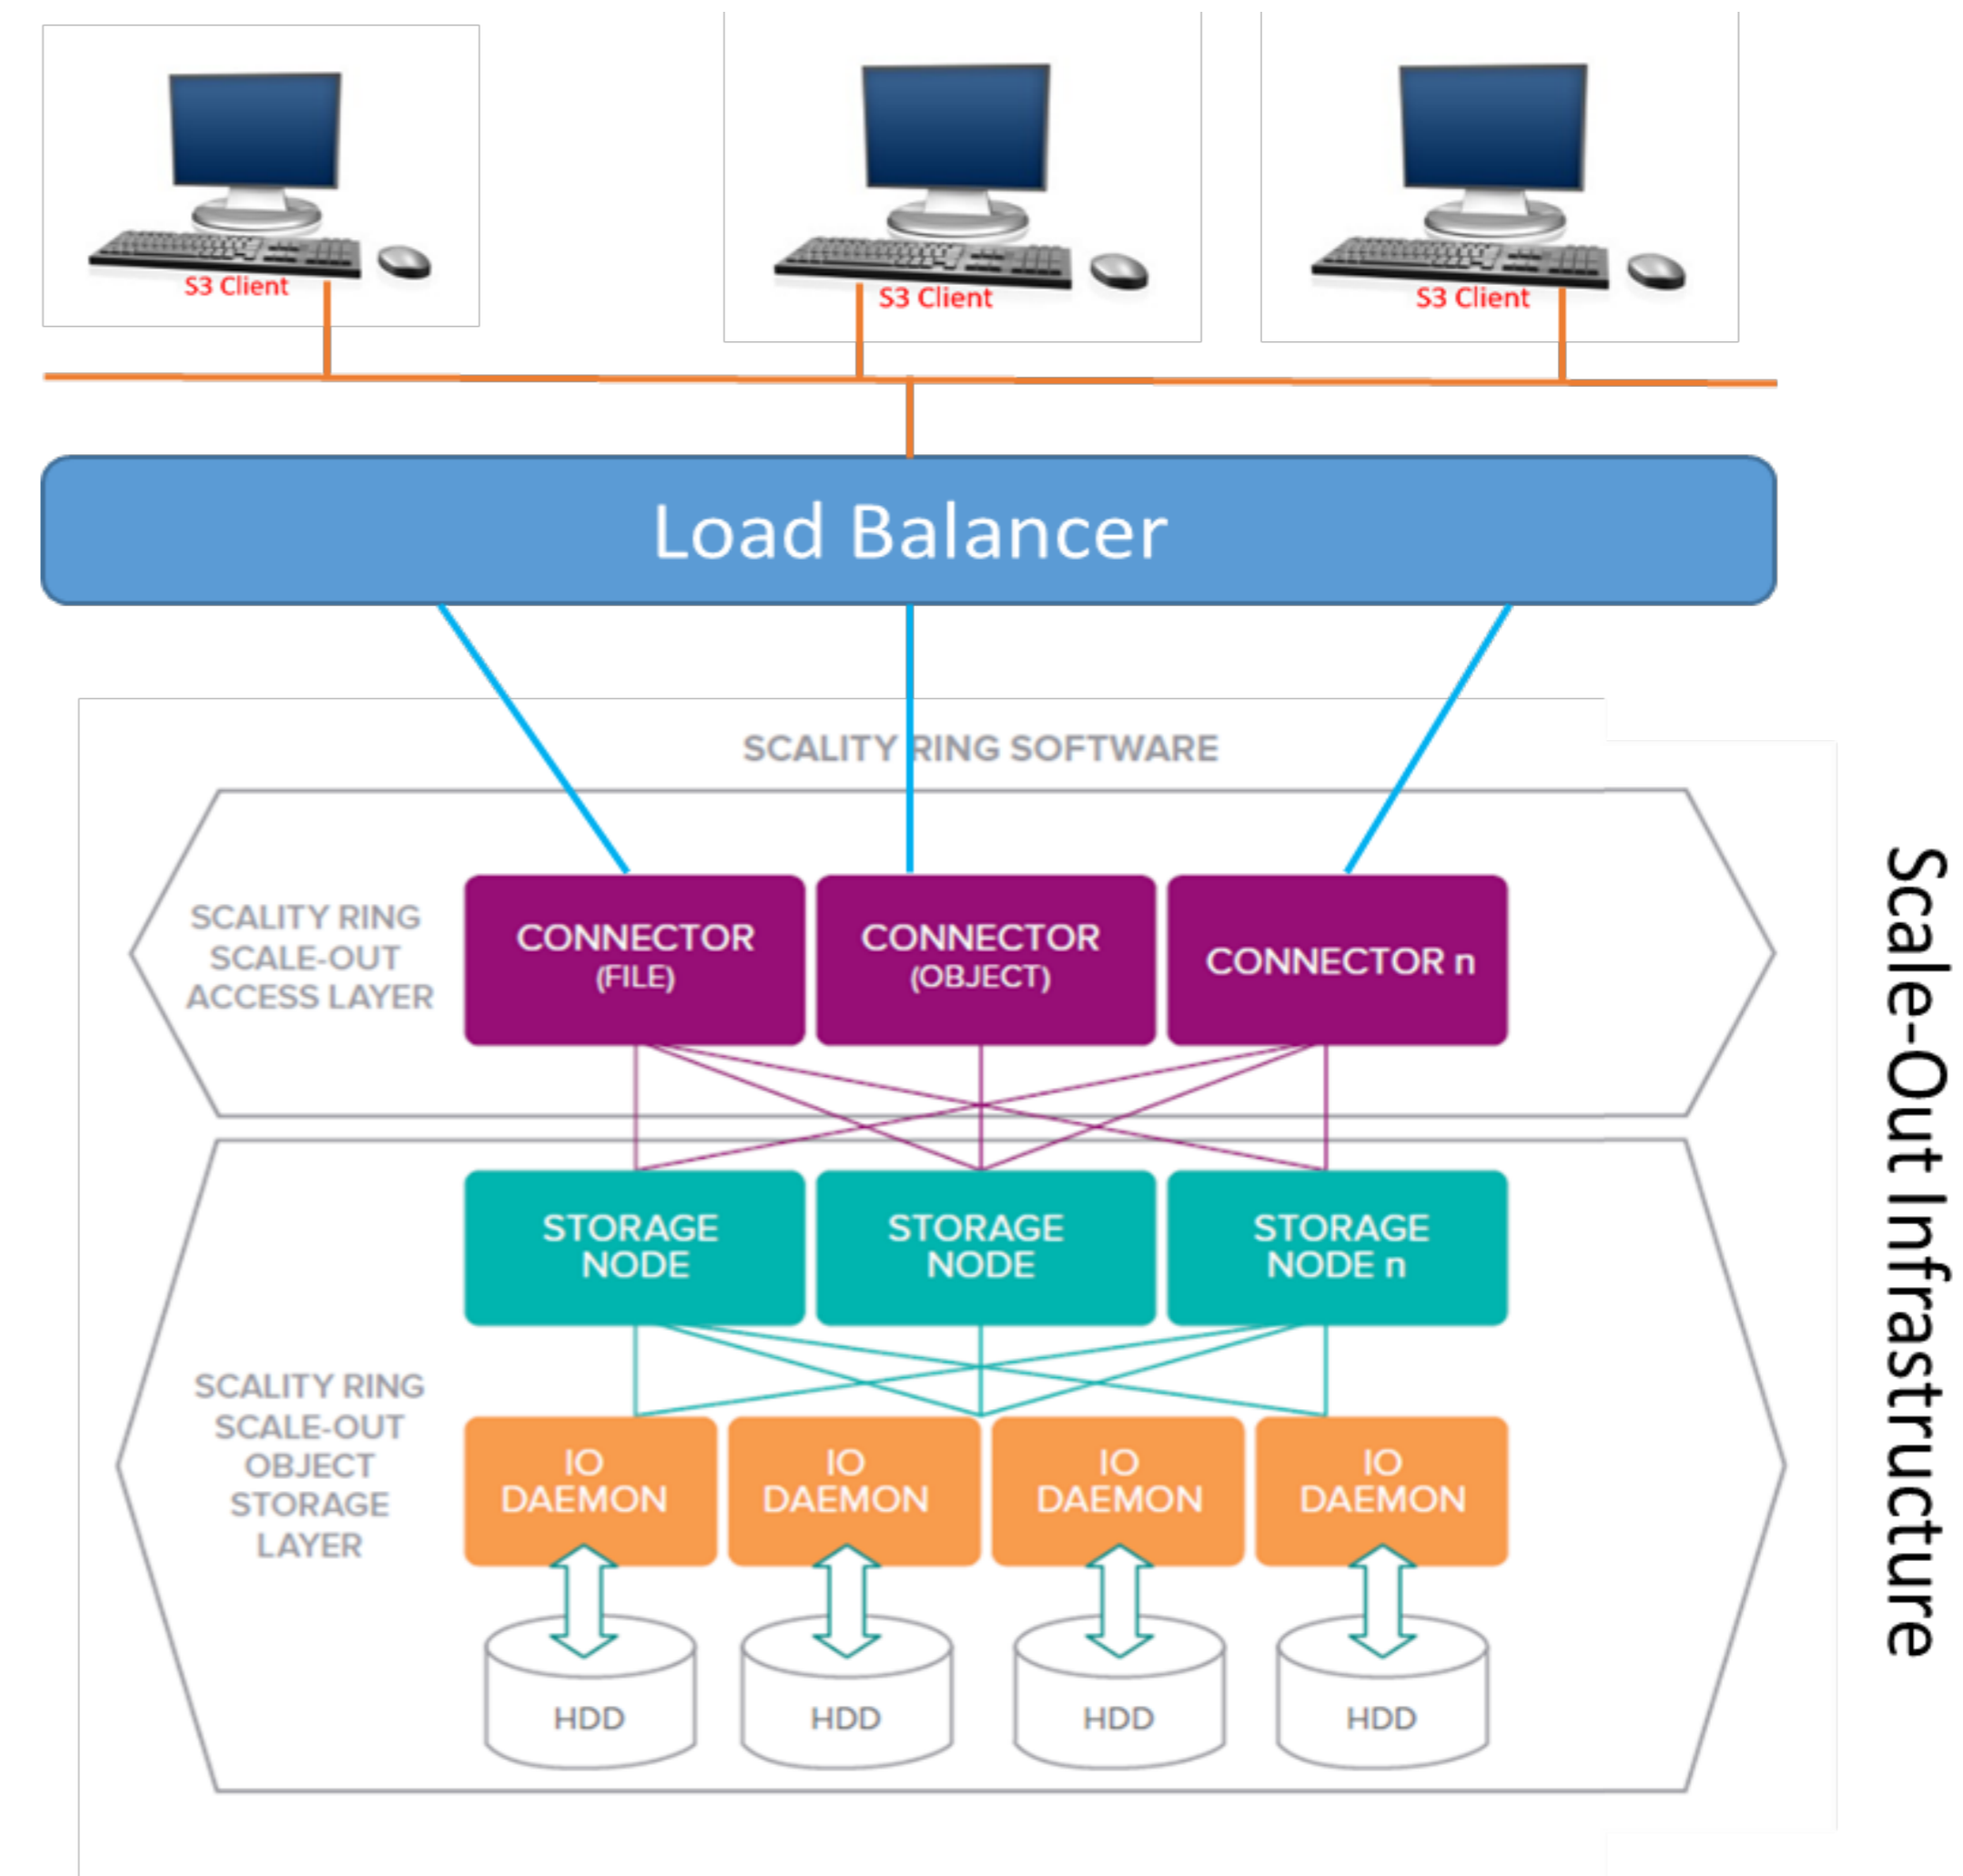 S3 Client
S3 Client
S3 Client
Load Balancer
SCALITY RING SOFTWARE
SCALITY RING
SCALE-OUT
ACCESS LAYER
CONNECTOR
(FILE)
CONNECTOR
(OBJECT)
CONNECTOR n
STORAGE
NODE
STORAGE
NODE
STORAGE
NODE n
SCALITY RING
SCALE-OUT
OBJECT
STORAGE
LAYER
IO
DAEMON
IO
DAEMON
IO
DAEMON
IO
DAEMON
HDD
HDD
HDD
HDD
Scale-Out Infrastructure